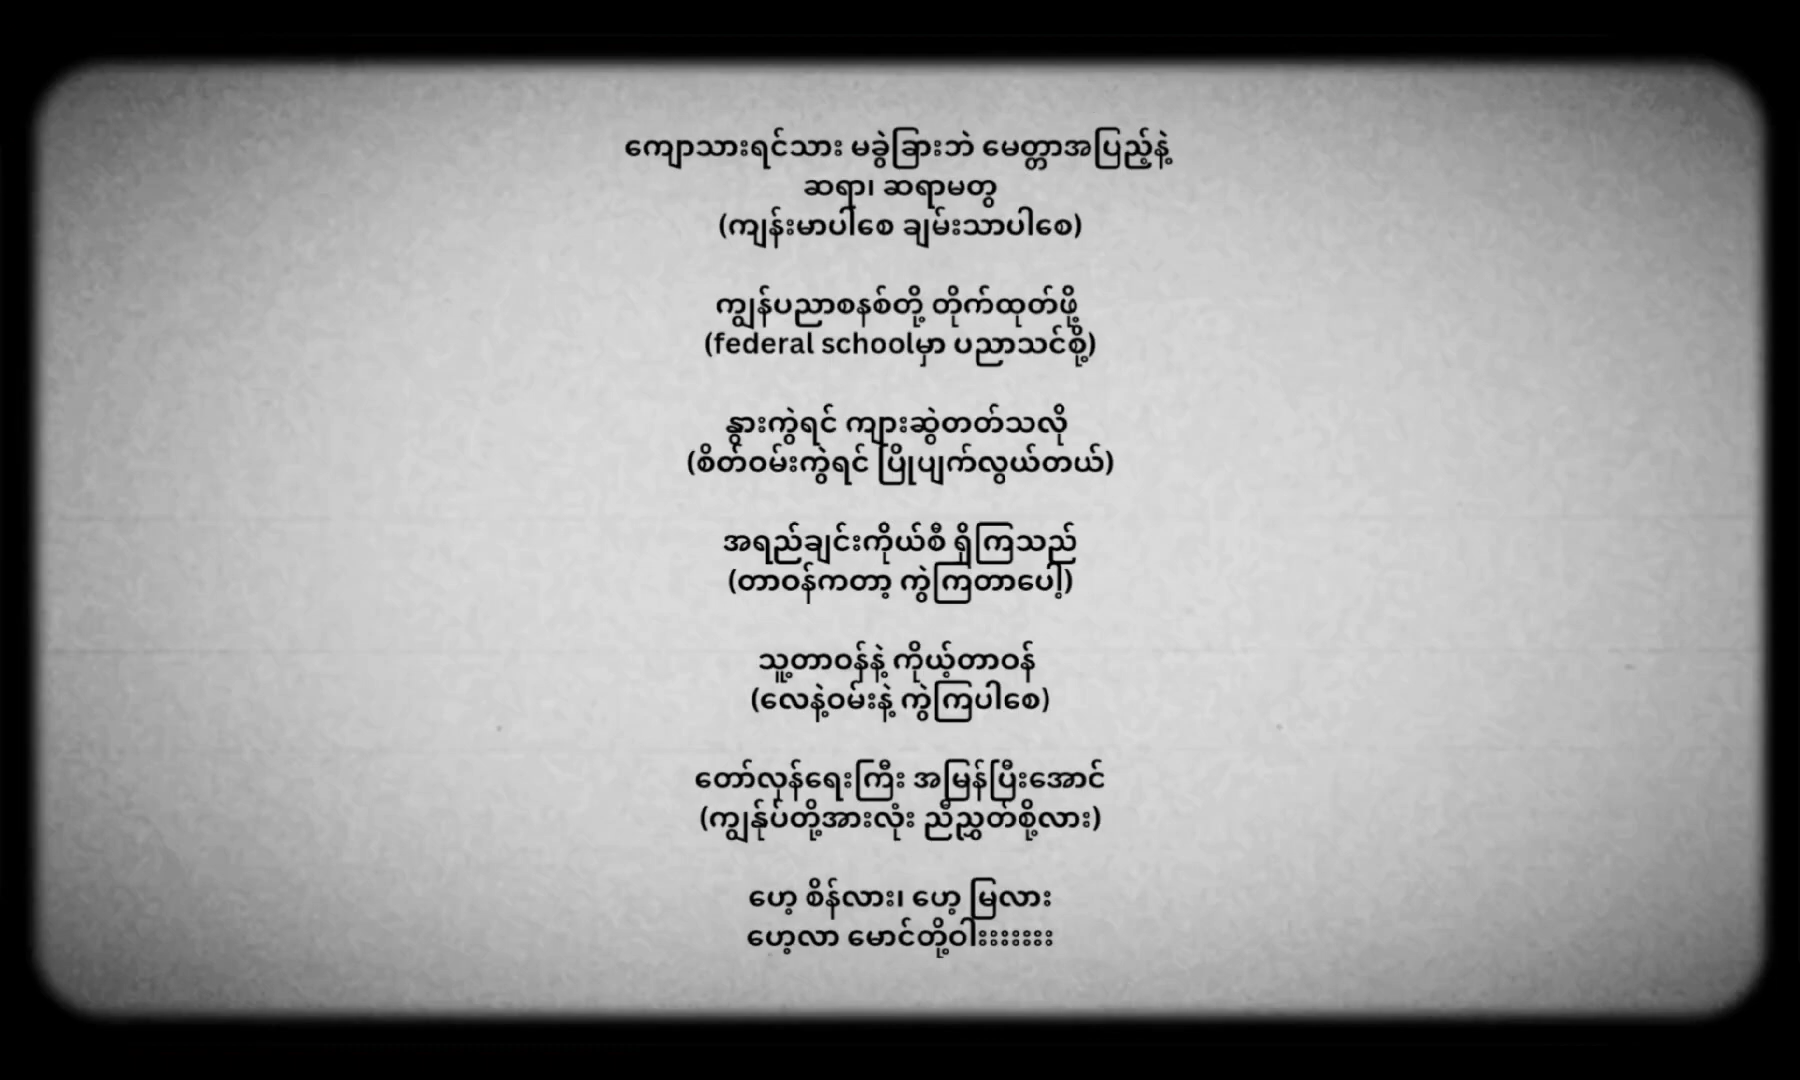 ကျောသားရင်သား မခွဲခြားဘဲ မေတ္တာအပြည့်နဲ့
ဆရာ၊ ဆရာမတွေ
(ကျန်းမာပါစေ ချမ်းသာပါစေ)
ကျွန်ပညာစနစ်တို့ တိုက်ထုတ်ဖို့
(federal schoolမှာ ပညာသင်စို့)
နွားကွဲရင် ကျားဆွဲတတ်သလို
(စိတ်ဝမ်းကွဲရင် ပြိုပျက်လွယ်တယ်)
အရည်ချင်းကိုယ်စီ ရှိကြသည်
(တာဝန်ကတော့ ကွဲကြတာပေါ့)
သူ့တာဝန်နဲ့ ကိုယ့်တာဝန်
(လေနဲ့ဝမ်းနဲ့ ကွဲကြပါစေ)
တော်လှန်ရေးကြီး အမြန်ပြီးအောင်
(ကျွန်ုပ်တို့အားလုံး ညီညွှတ်စို့လား)
ဟေ့ စိန်လား၊ ဟေ့ မြလား
ဟေ့လာ မောင်တို့ဝါးးးးးးး